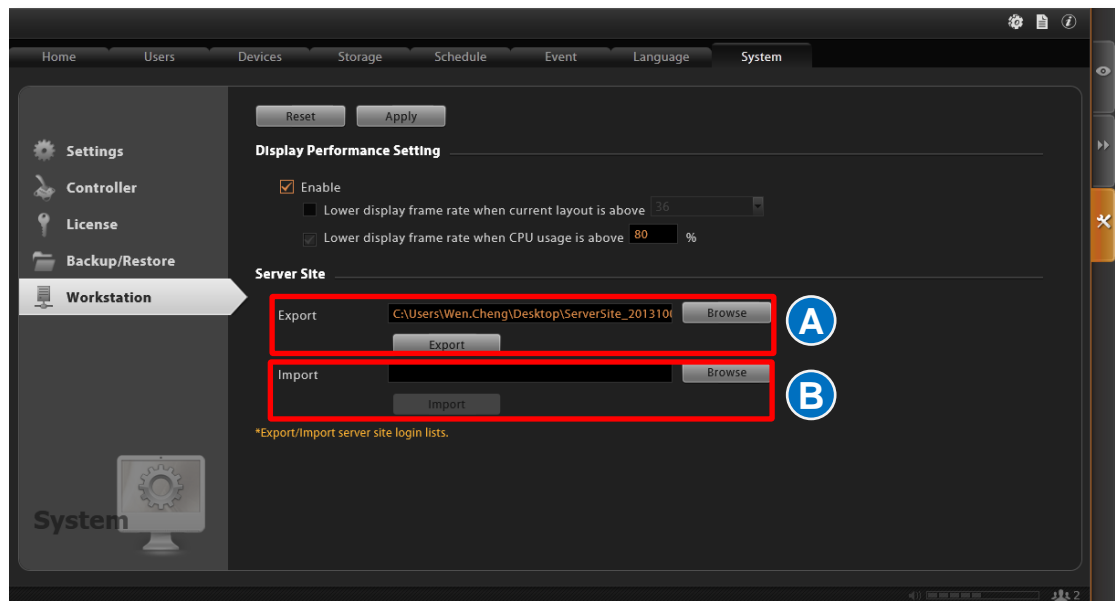 Home Users Devices Storage Schedule Event Language System
Reset Apply
Display Performance Setting
Settings
Enable
Controller
Lower display frame rate when current layout is above 36
License
Lower display frame rate when CPU usage is above 80 %
Backup/Restore
Server Site
Workstation
Export C:\Users\Wen.Cheng\Desktop\ServerSite_201310 Browse
A
Export
Import Browse
B
Import
*Export/Import server site login lists.
System
2